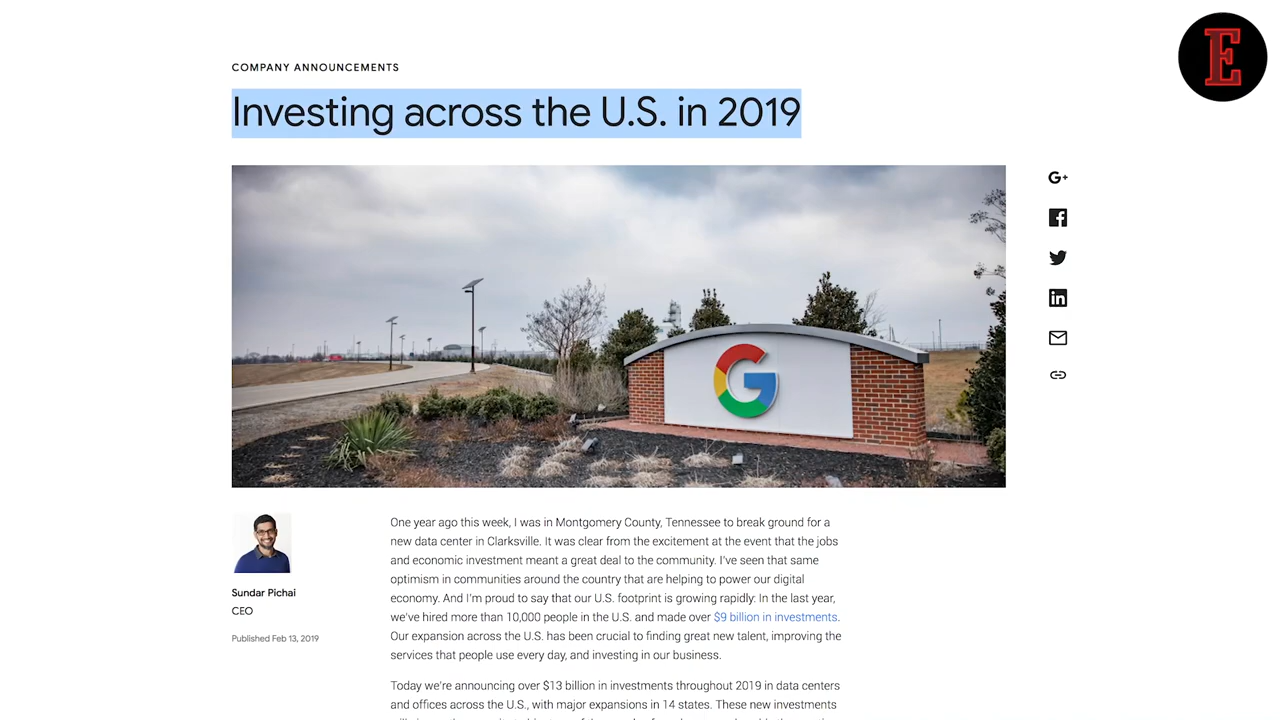 E
COMPANY ANNOUNCEMENTS
Investing across the U.S. in 2019
G+
G
in
One year ago this week, I was in Montgomery County, Tennessee to break ground for a
new data center in Clarksville. It was clear from the excitement at the event that the jobs
and economic investment meant a great deal to the community. I've seen that same
optimism in communities around the country that are helping to power our digital
economy. And I'm proud to say that our U.S. footprint is growing rapidly: In the last year,
we've hired more than 10,000 people in the U.S. and made over $9 billion in investments.
Our expansion across the U.S. has been crucial to finding great new talent, improving the
services that people use every day, and investing in our business.
Sundar Pichai
CEO
Published Feb 13, 2019
Today we're announcing over $13 billion in investments throughout 2019 in data centers
and offices across the U.S., with major expansions in 14 states. These new investments